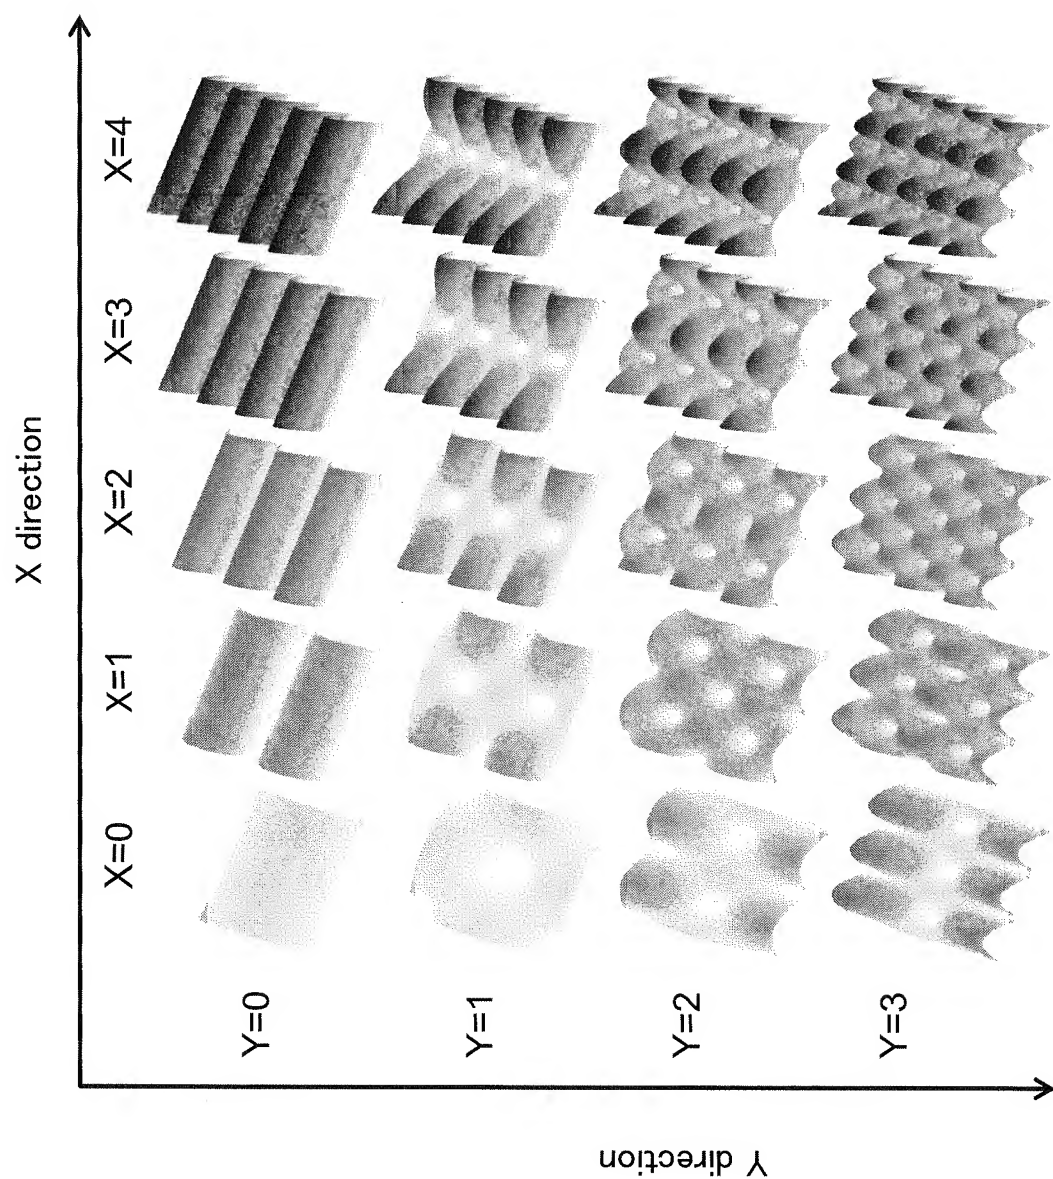 X direction
X=0
X=1
X=2
X=3
X=4
Y=0
Y=1
Y=2
Y=3
Y direction